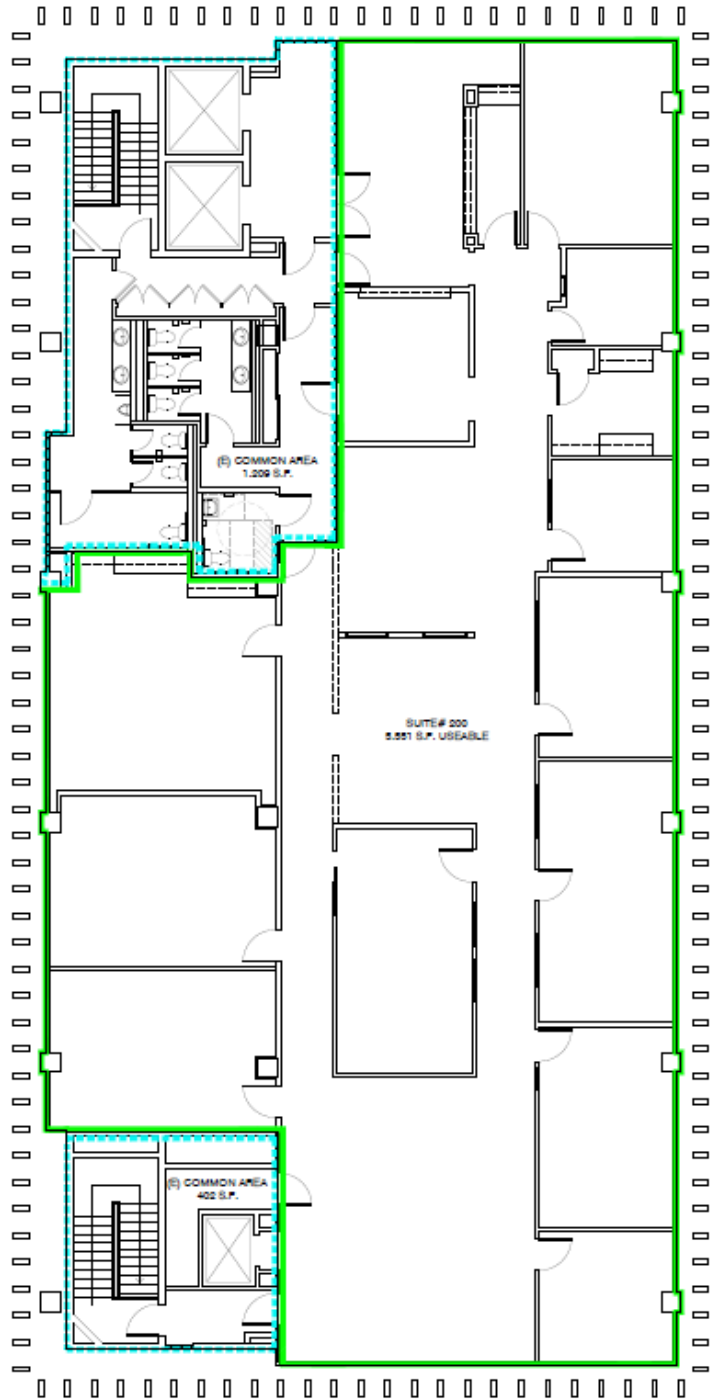 (E) COMMON AREA
1,209 S.F.
SUITE# 200
5,551 S.F. USEABLE
(E) COMMON AREA
402 S.F.